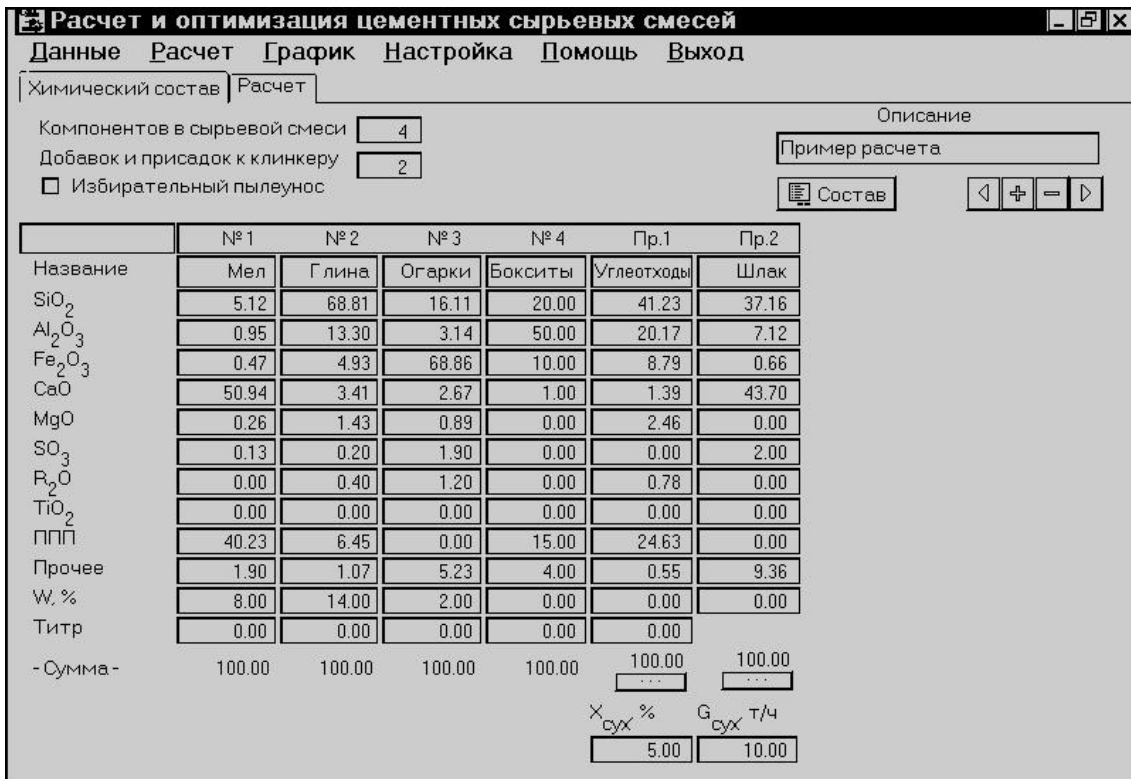 Расчет и оптимизация цементных сырьевых смесей
Данные Расчет График Настройка Помощь Выход
Химический состав Расчет
Компонентов в сырьевой смеси 4
Добавок и присадок к клинкеру 2
Избирательный пылеунос
Описание
Пример расчета
Состав
№1 №2 №3 №4 Пр.1 Пр.2
Название Мел Глина Огарки Бокситы Углеотходы Шлак
SiO2 5.12 68.81 16.11 20.00 41.23 37.16
Al2O3 0.95 13.30 3.14 50.00 20.17 7.12
Fe2O3 0.47 4.93 68.86 10.00 8.79 0.66
CaO 50.94 3.41 2.67 1.00 1.39 43.70
MgO 0.26 1.43 0.89 0.00 2.46 0.00
SO3 0.13 0.20 1.90 0.00 0.00 2.00
R2O 0.00 0.40 1.20 0.00 0.78 0.00
TiO2 0.00 0.00 0.00 0.00 0.00 0.00
ППП 40.23 6.45 0.00 15.00 24.63 0.00
Прочее 1.90 1.07 5.23 4.00 0.55 9.36
W, % 8.00 14.00 2.00 0.00 0.00 0.00
Титр 0.00 0.00 0.00 0.00 0.00
-Сумма- 100.00 100.00 100.00 100.00 100.00 100.00
... ...
Xсух % Gсух т/ч
5.00 10.00